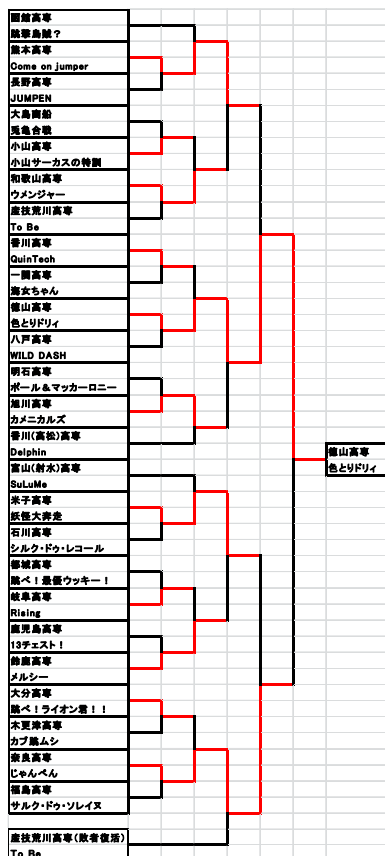 函館高専
跳華鳥賊？
熊本高専
Come on jumper
長野高専
JUMPEN
大島商船
兎亀合戦
小山高専
小山サーカスの特訓
和歌山高専
ウメンジャー
産技荒川高専
To Be
香川高専
QuinTech
一関高専
海女ちゃん
徳山高専
色とりドリィ
八戸高専
WILD DASH
明石高専
ポール＆マッカーロニー
旭川高専
カメニカルズ
香川(高松)高専
Delphin
富山(射水)高専
SuLuMe
米子高専
妖怪大奔走
石川高専
シルク・ドゥ・レコール
都城高専
跳べ！最優ウッキー！
岐阜高専
Rising
鹿児島高専
13チェスト！
鈴鹿高専
メルシー
大分高専
跳べ！ライオン君！！
木更津高専
カブ跳ムシ
奈良高専
じゃんぺん
福島高専
サルク・ドゥ・ソレイヌ
産技荒川高専(敗者復活)
To Be
徳山高専
色とりドリィ